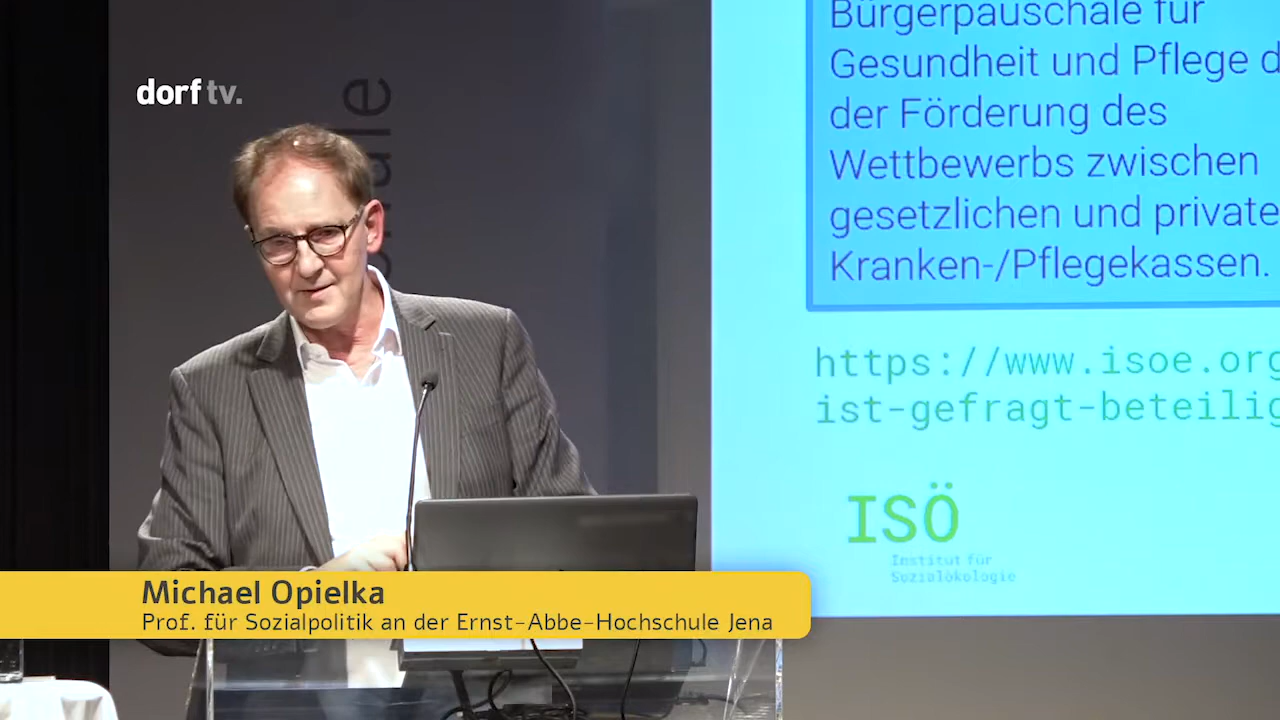 Bürgerpauschale für
Gesundheit und Pflege d
der Förderung des
Wettbewerbs zwischen
gesetzlichen und private
Kranken-/Pflegekassen.
dorf tv.
https://www.isoe.org
ist-gefragt-beteilig
ISÖ
Institut für
Sozialökologie
Michael Opielka
Prof. für Sozialpolitik an der Ernst-Abbe-Hochschule Jena